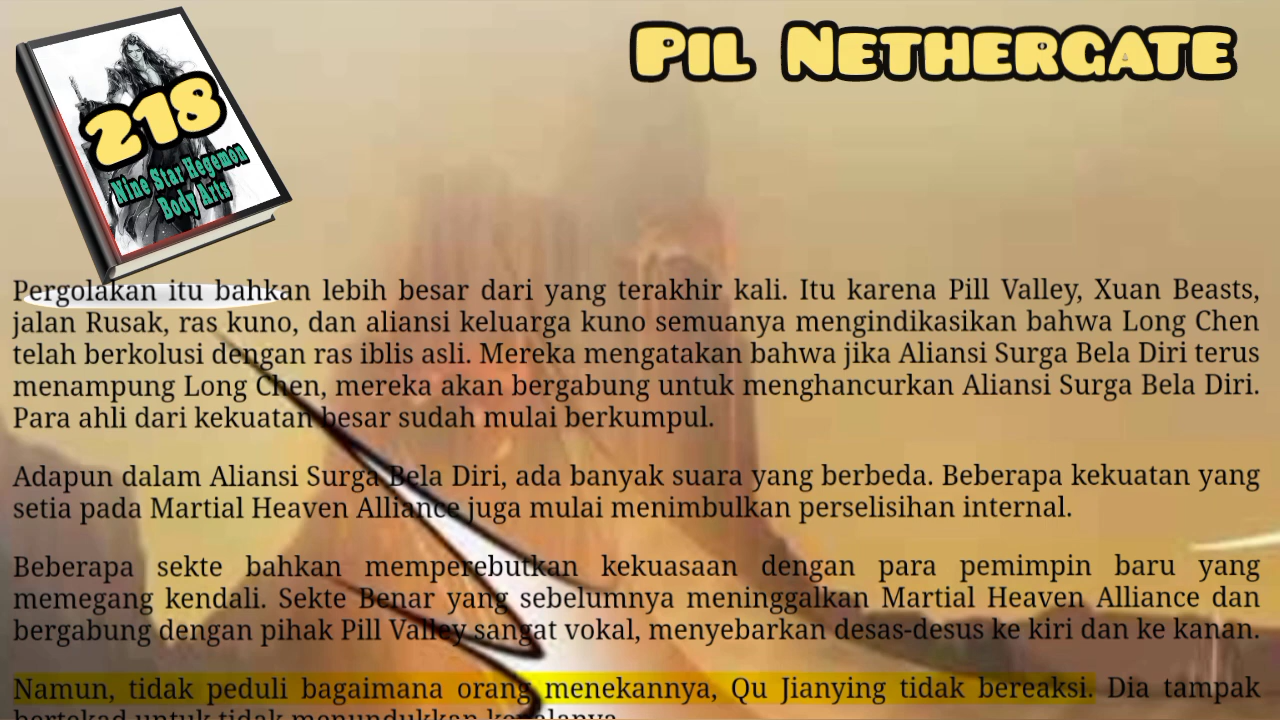 Pil Nethergate
218
Nine Star Hegemon
Body Arts
Pergolakan itu bahkan lebih besar dari yang terakhir kali. Itu karena Pill Valley, Xuan Beasts,
jalan Rusak, ras kuno, dan aliansi keluarga kuno semuanya mengindikasikan bahwa Long Chen
telah berkolusi dengan ras iblis asli. Mereka mengatakan bahwa jika Aliansi Surga Bela Diri terus
menampung Long Chen, mereka akan bergabung untuk menghancurkan Aliansi Surga Bela Diri.
Para ahli dari kekuatan besar sudah mulai berkumpul.
Adapun dalam Aliansi Surga Bela Diri, ada banyak suara yang berbeda. Beberapa kekuatan yang
setia pada Martial Heaven Alliance juga mulai menimbulkan perselisihan internal.
Beberapa sekte bahkan memperebutkan kekuasaan dengan para pemimpin baru yang
memegang kendali. Sekte Benar yang sebelumnya meninggalkan Martial Heaven Alliance dan
bergabung dengan pihak Pill Valley sangat vokal, menyebarkan desas-desus ke kiri dan ke kanan.
Namun, tidak peduli bagaimana orang menekannya, Qu Jianying tidak bereaksi. Dia tampak
bertekad untuk tidak menundukkan kepalanya.